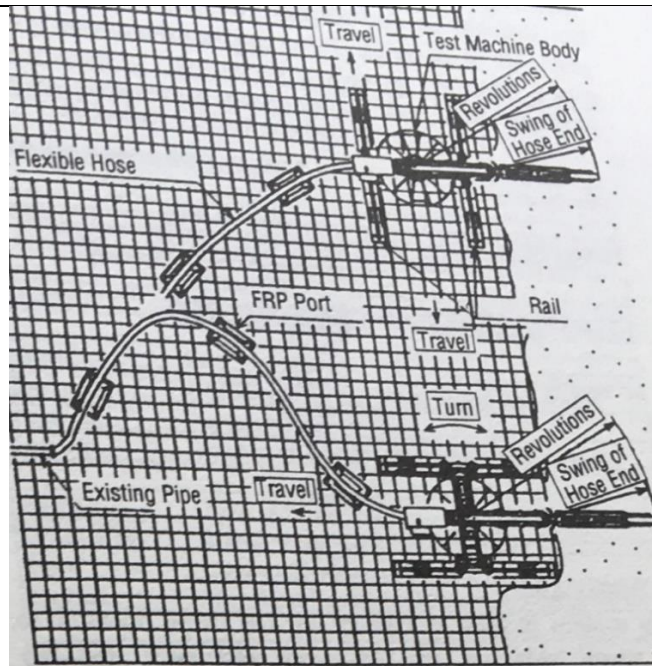 Travel
Test Machine Body
Revolutions
Swing of
Hose End
Flexible Hose
FRP Port
Rail
Travel
Turn
Revolutions
Swing of
Hose End
Existing Pipe
Travel